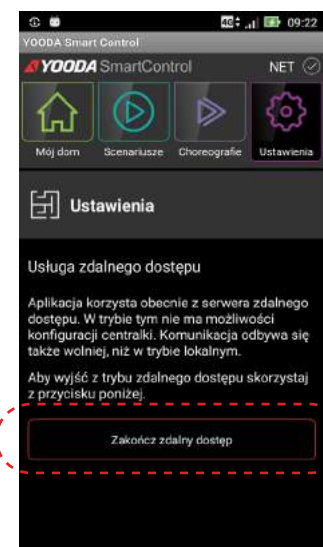 4G 09:22
YOODA Smart Control
YOODA SmartControl NET
Mój dom Scenariusze Choreografie Ustawienia
Ustawienia
Usługa zdalnego dostępu
Aplikacja korzysta obecnie z serwera zdalnego
dostępu. W trybie tym nie ma możliwości
konfiguracji centralki. Komunikacja odbywa się
także wolniej, niż w trybie lokalnym.
Aby wyjść z trybu zdalnego dostępu skorzystaj
z przycisku poniżej.
Zakończ zdalny dostęp